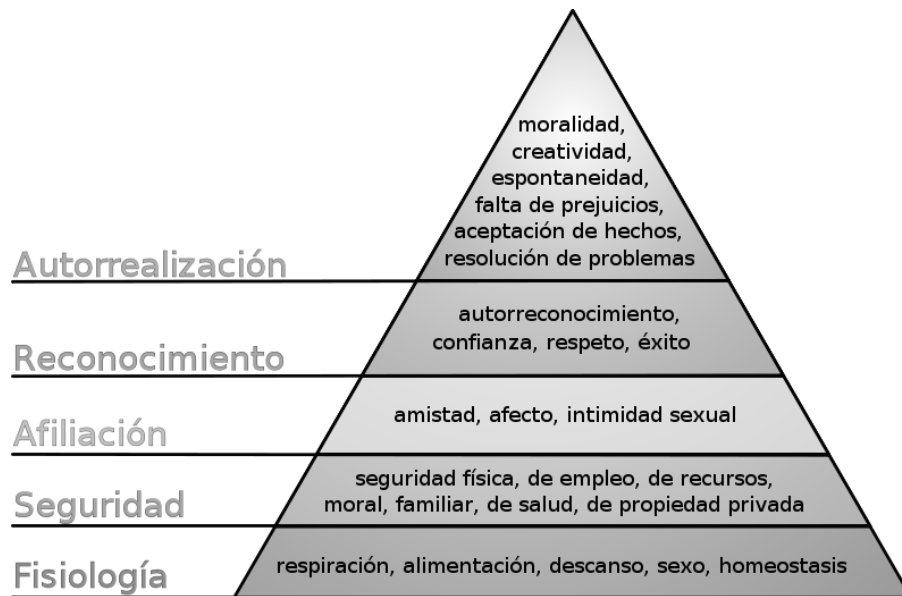 moralidad,
creatividad,
espontaneidad,
falta de prejuicios,
aceptación de hechos,
resolución de problemas
Autorrealización
autorreconocimiento,
confianza, respeto, éxito
Reconocimiento
amistad, afecto, intimidad sexual
Afiliación
seguridad física, de empleo, de recursos,
moral, familiar, de salud, de propiedad privada
Seguridad
respiración, alimentación, descanso, sexo, homeostasis
Fisiología